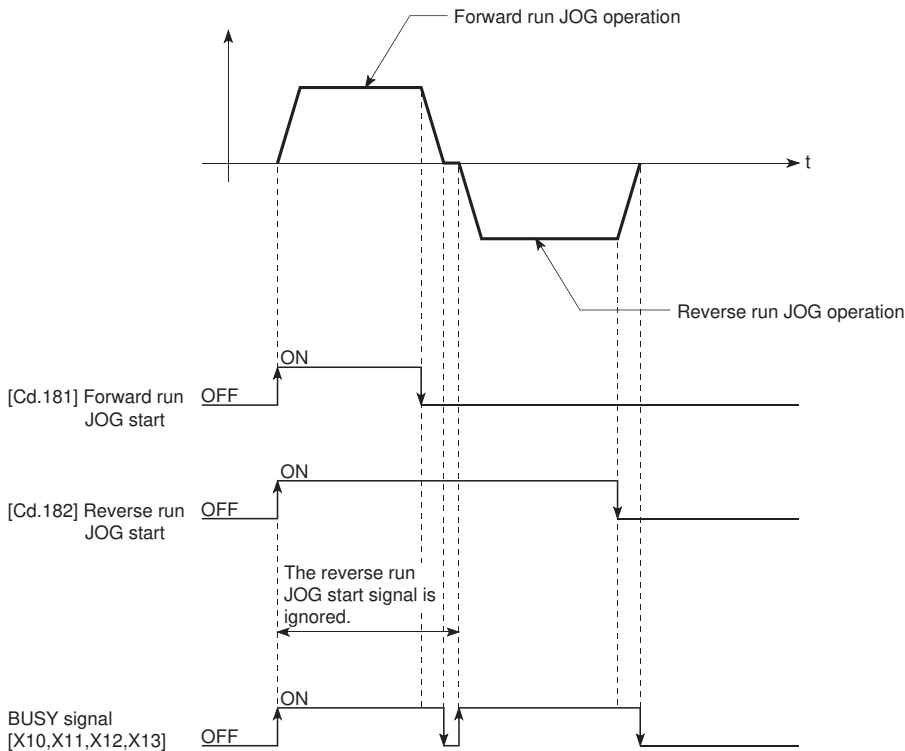 Forward run JOG operation
t
Reverse run JOG operation
ON
[Cd.181] Forward run OFF
JOG start
ON
[Cd.182] Reverse run OFF
JOG start
The reverse run
JOG start signal is
ignored.
ON
BUSY signal
[X10,X11,X12,X13] OFF